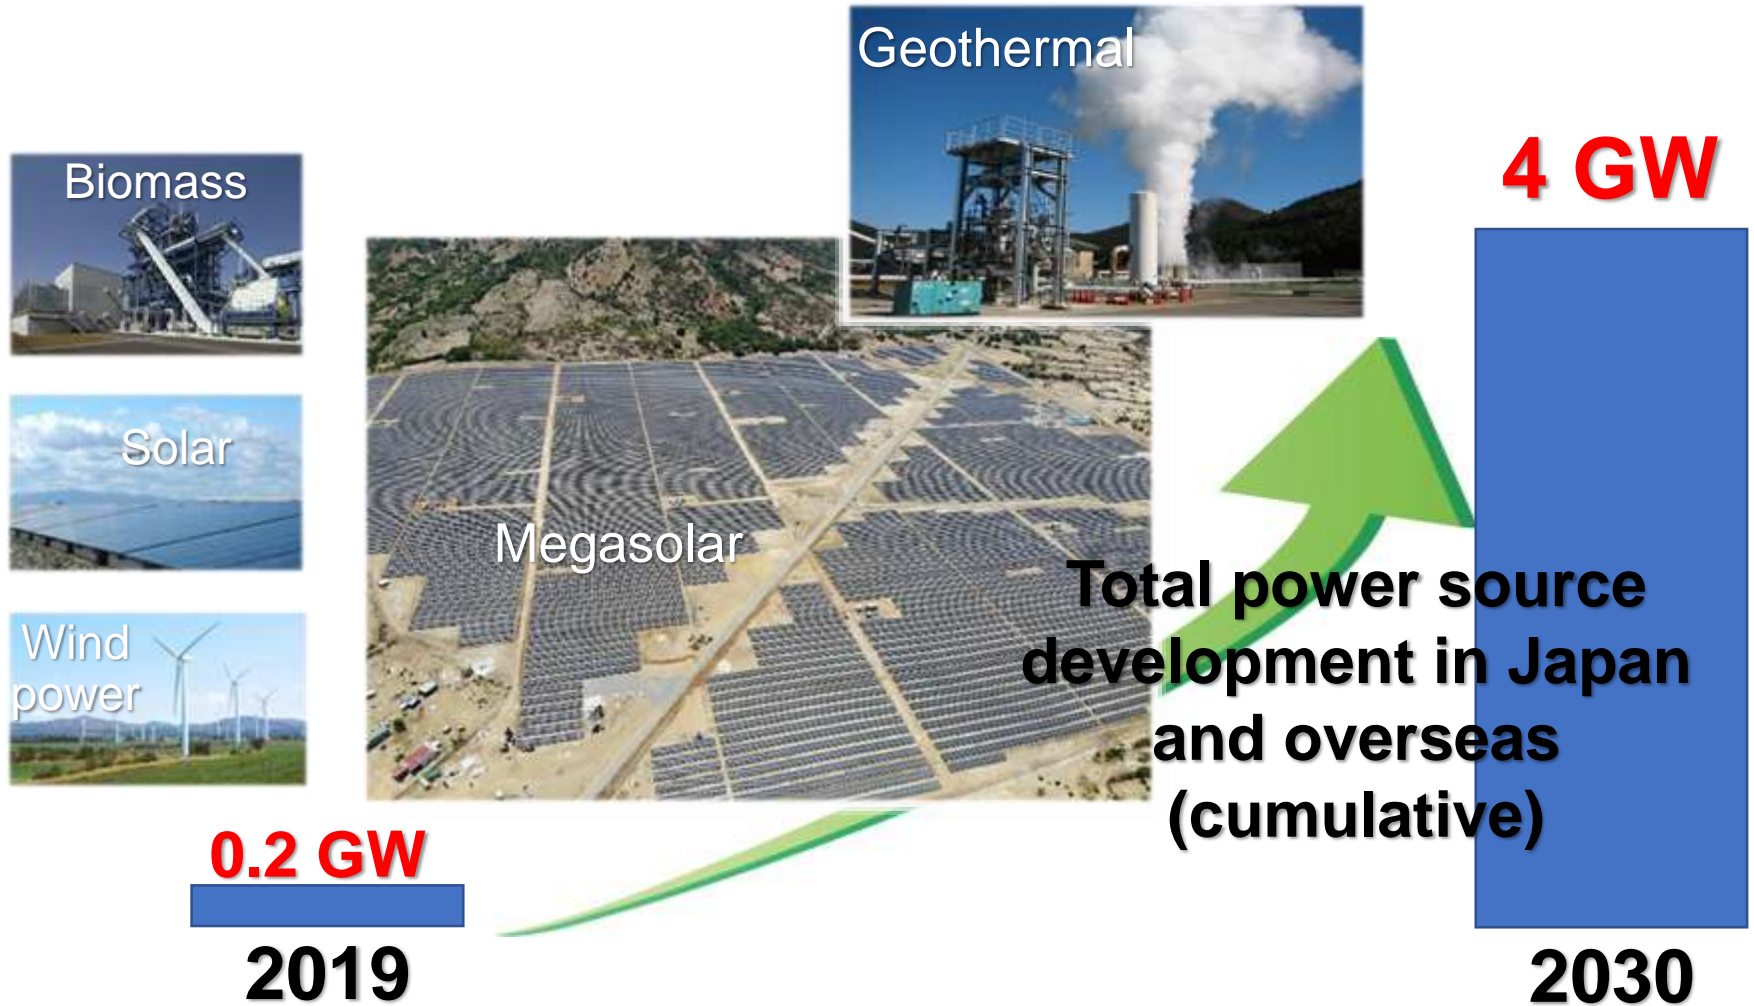 Geothermal
4 GW
Biomass
Solar
Megasolar
Wind
power
Total power source
development in Japan
and overseas
(cumulative)
0.2 GW
2019
2030